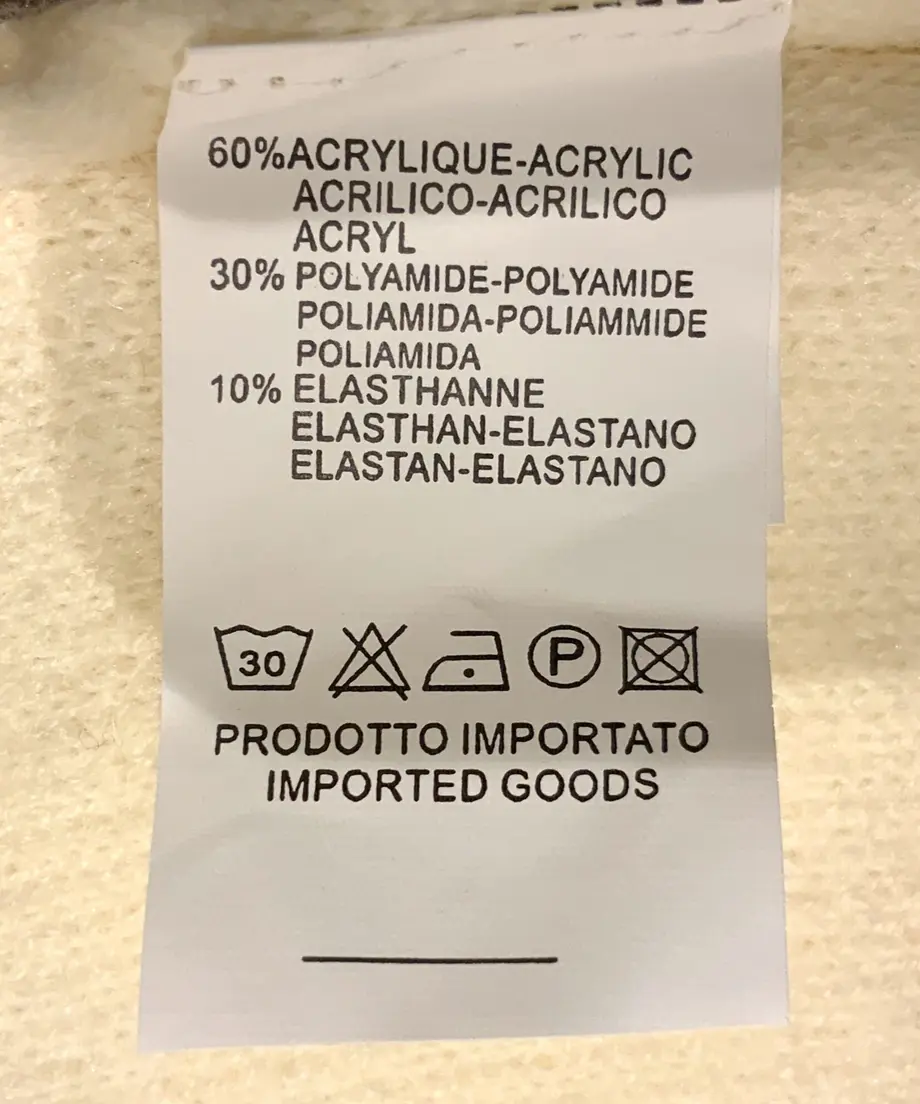 60%ACRYLIQUE-ACRYLIC
ACRILICO-ACRILICO
ACRYL
30% POLYAMIDE-POLYAMIDE
POLIAMIDA-POLIAMMIDE
POLIAMIDA
10% ELASTHANNE
ELASTHAN-ELASTANO
ELASTAN-ELASTANO
30 P
PRODOTTO IMPORTATO
IMPORTED GOODS